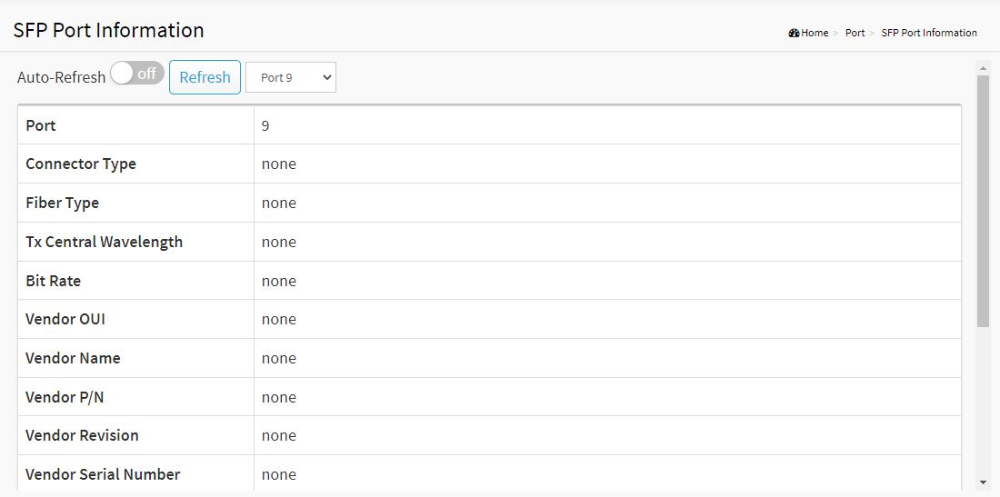 SFP Port Information
Home > Port > SFP Port Information
Auto-Refresh off Refresh Port 9
Port 9
Connector Type none
Fiber Type none
Tx Central Wavelength none
Bit Rate none
Vendor OUI none
Vendor Name none
Vendor P/N none
Vendor Revision none
Vendor Serial Number none